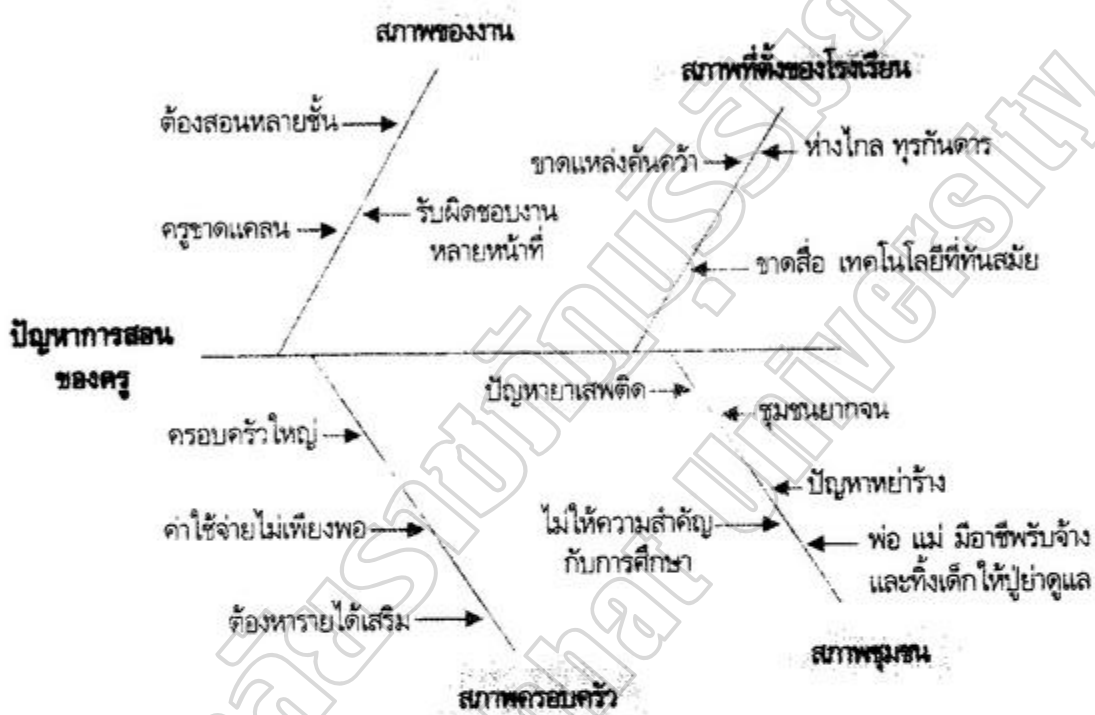 สภาพของงาน
สภาพที่ตั้งของโรงเรียน
ต้องสอนหลายชั้น
ขาดแหล่งค้นคว้า
ห่างไกล ทุรกันดาร
ครูขาดแคลน
รับผิดชอบงาน
หลายหน้าที่
ขาดสื่อ เทคโนโลยีที่ทันสมัย
ปัญหาการสอน
ของครู
ปัญหายาเสพติด
ชุมชนยากจน
ครอบครัวใหญ่
ปัญหาหย่าร้าง
ค่าใช้จ่ายไม่เพียงพอ
ไม่ให้ความสำคัญ
กับการศึกษา
พ่อ แม่ มีอาชีพรับจ้าง
และทิ้งเด็กให้ปู่ย่าดูแล
ต้องหารายได้เสริม
สภาพชุมชน
สภาพครอบครัว
University